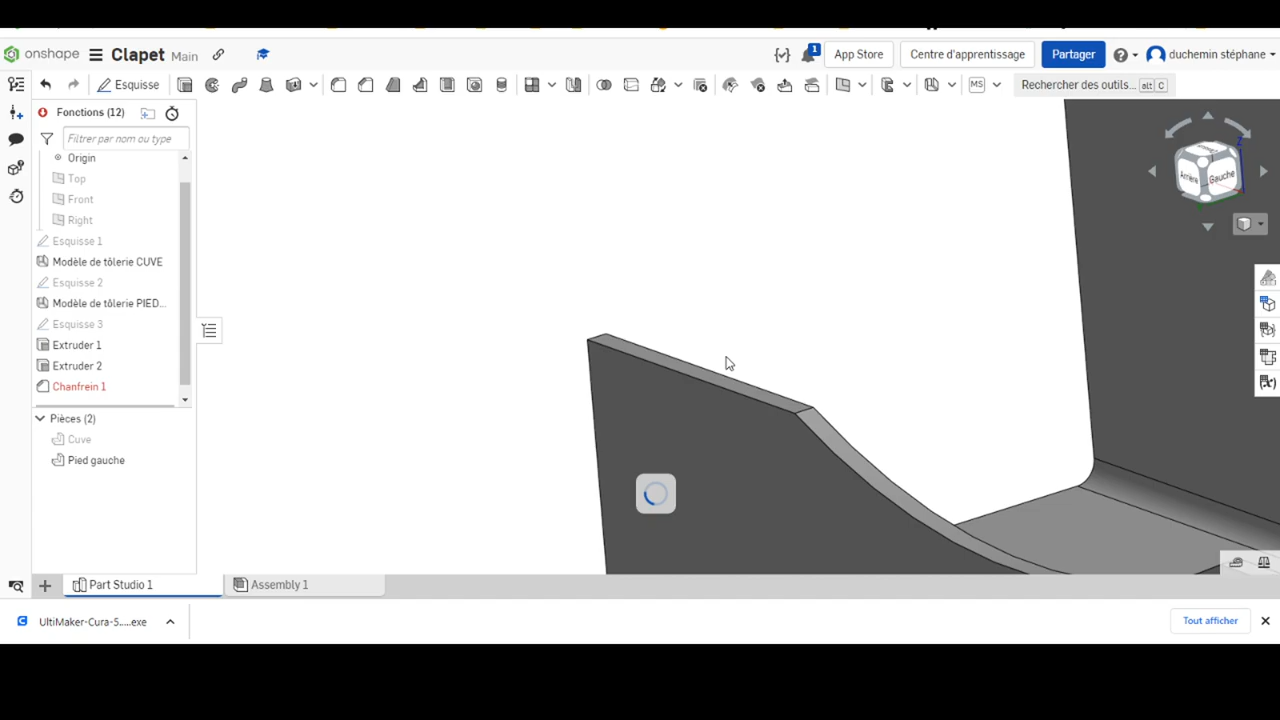 onshape Clapet Main
1
App Store
Centre d'apprentissage
Partager
duchemin stéphane
Esquisse
MS
Rechercher des outils... alt C
Fonctions (12)
Filtrer par nom ou type
Origin
Top
Front
Right
Esquisse 1
Modèle de tôlerie CUVE
Esquisse 2
Modèle de tôlerie PIED...
Esquisse 3
Extruder 1
Extruder 2
Chanfrein 1
Pièces (2)
Cuve
Pied gauche
Z
Arrière
Gauche
Part Studio 1
Assembly 1
UltiMaker-Cura-5.....exe
Tout afficher